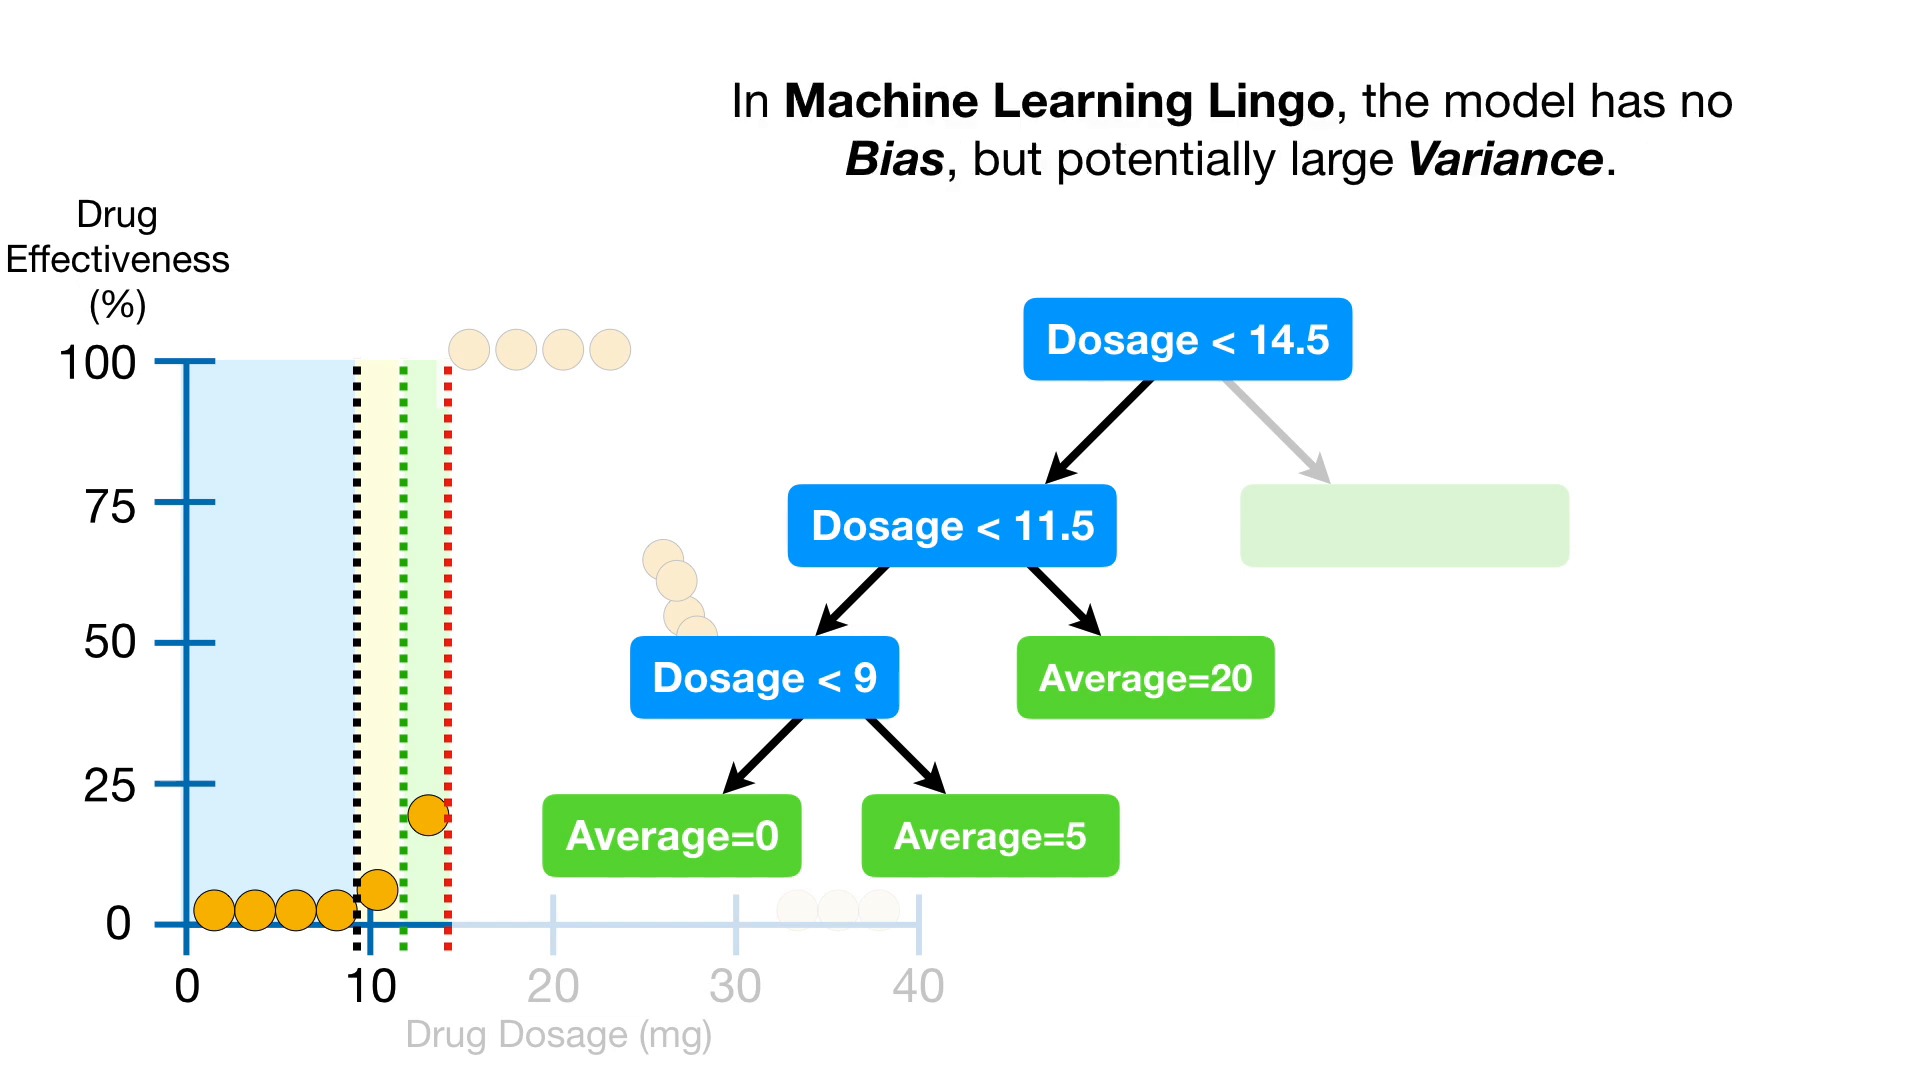 In Machine Learning Lingo, the model has no
Bias, but potentially large Variance.
Drug
Effectiveness
(%)
100
75
50
25
0
0
10
20
30
40
Drug Dosage (mg)
Dosage < 14.5
Dosage < 11.5
Dosage < 9
Average=20
Average=0
Average=5